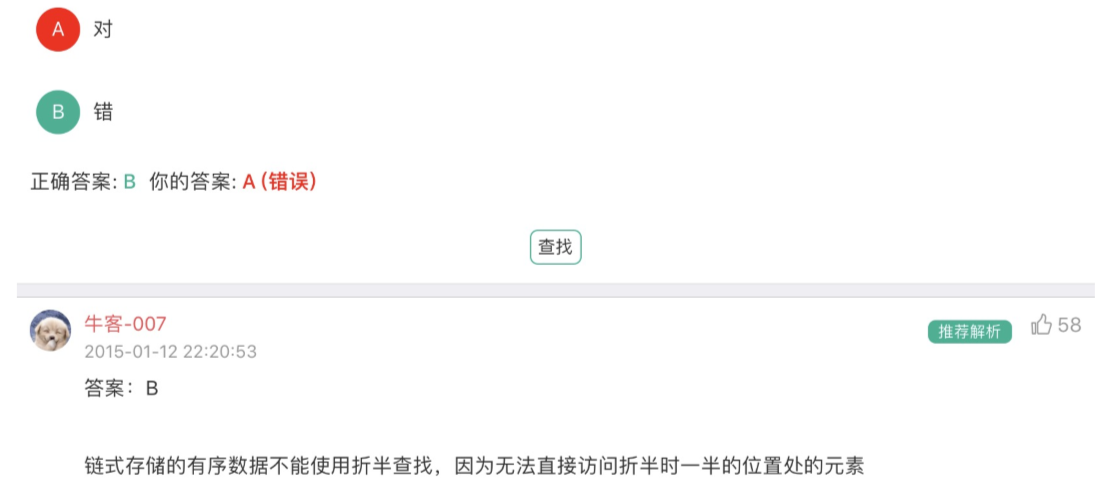 A 对
B 错
正确答案: B 你的答案: A (错误)
查找
牛客-007
推荐解析 58
2015-01-12 22:20:53
答案：B
链式存储的有序数据不能使用折半查找，因为无法直接访问折半时一半的位置处的元素